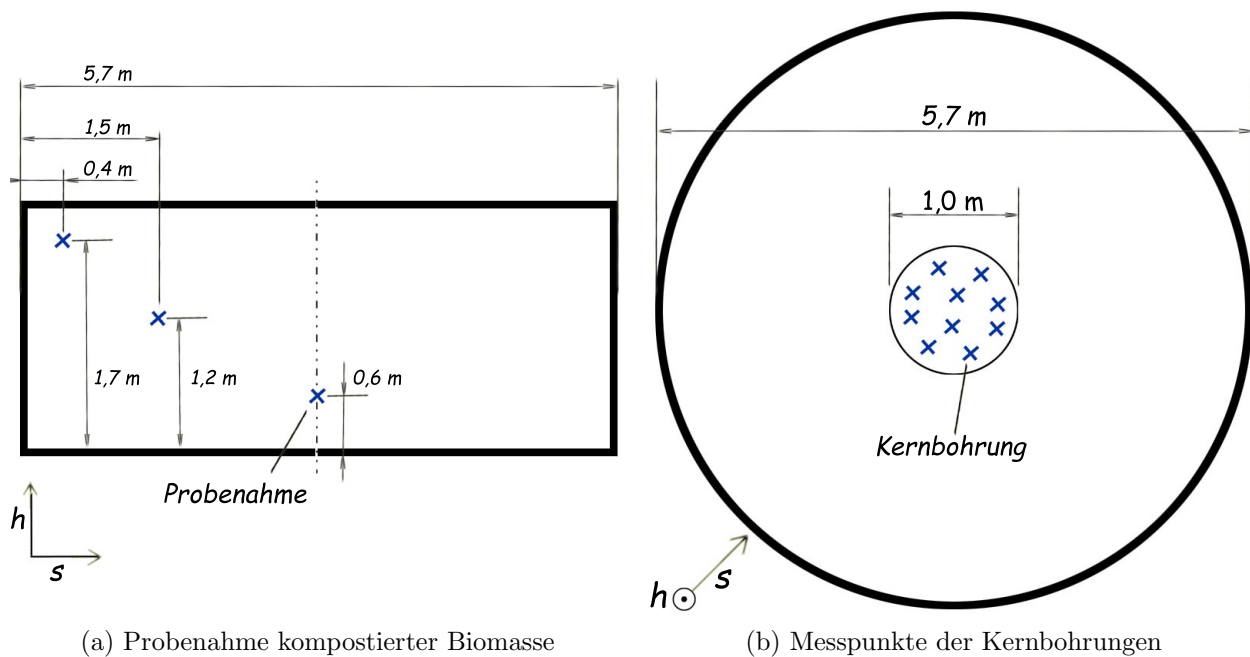 5,7 m
1,5 m
0,4 m
1,7 m
1,2 m
0,6 m
Probenahme
h
s
(a) Probenahme kompostierter Biomasse
5,7 m
1,0 m
Kernbohrung
h
s
(b) Messpunkte der Kernbohrungen